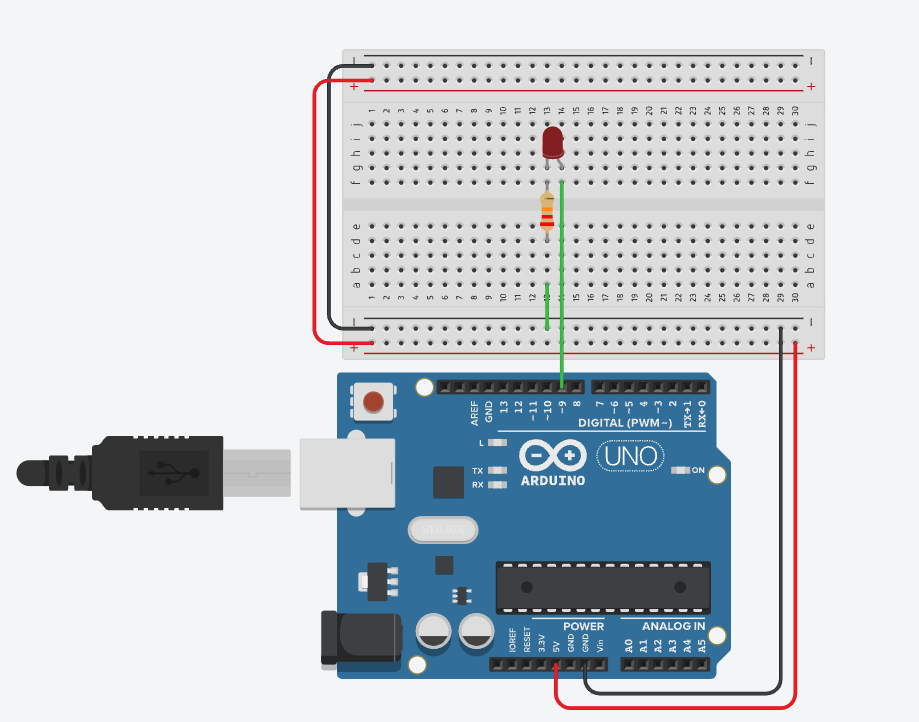 − −
+ +
1 2 3 4 5 6 7 8 9 10 11 12 13 14 15 16 17 18 19 20 21 22 23 24 25 26 27 28 29 30
j j
i i
h h
g g
f f
e e
d d
c c
b b
a a
1 2 3 4 5 6 7 8 9 10 11 12 13 14 15 16 17 18 19 20 21 22 23 24 25 26 27 28 29 30
− −
+ +
AREF GND 13 12 ~11 ~10 ~9 8 7 ~6 ~5 4 ~3 2 TX→1 RX←0
DIGITAL (PWM~)
L
TX
RX
UNO
ON
ARDUINO
POWER
ANALOG IN
IOREF RESET 3.3V 5V GND GND Vin A0 A1 A2 A3 A4 A5